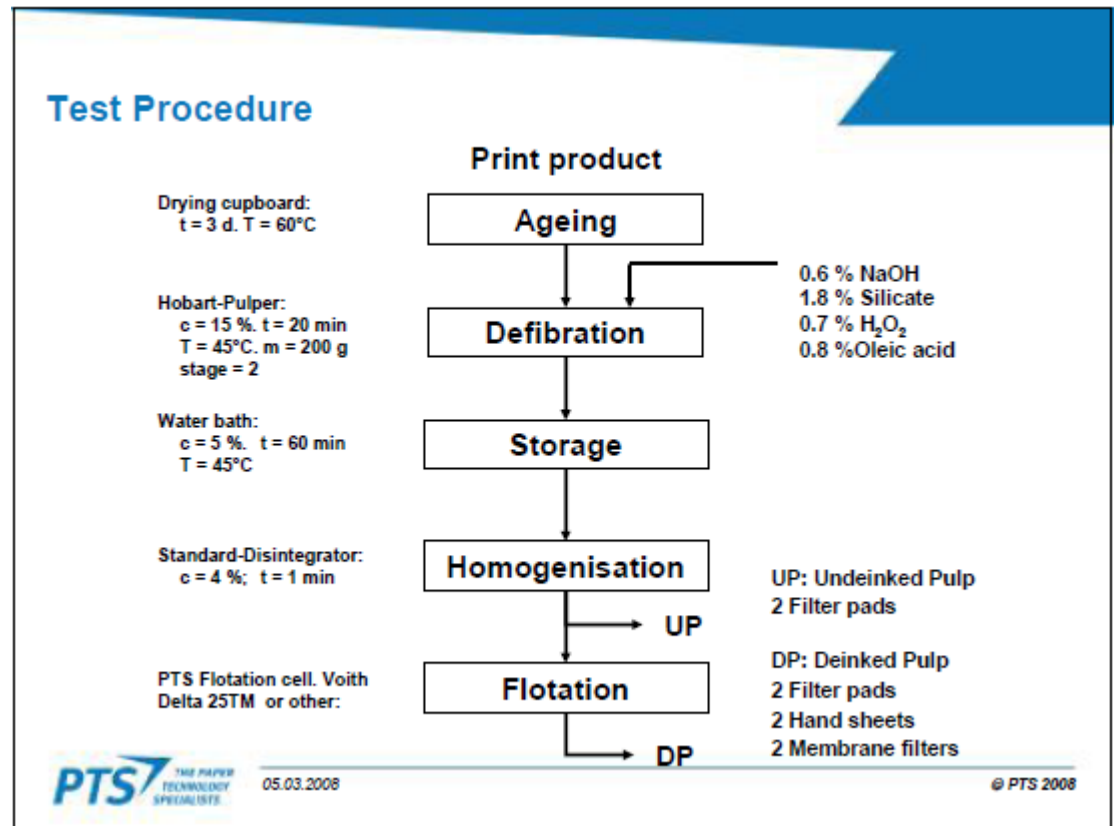 Test Procedure
Print product
Drying cupboard:
t = 3 d. T = 60°C
Ageing
0.6 % NaOH
1.8 % Silicate
0.7 % H₂O₂
0.8 %Oleic acid
Hobart-Pulper:
c = 15 %. t = 20 min
T = 45°C. m = 200 g
stage = 2
Defibration
Water bath:
c = 5 %. t = 60 min
T = 45°C
Storage
Standard-Disintegrator:
c = 4 %; t = 1 min
Homogenisation
UP
UP: Undeinked Pulp
2 Filter pads
PTS Flotation cell. Voith
Delta 25TM or other:
Flotation
DP
DP: Deinked Pulp
2 Filter pads
2 Hand sheets
2 Membrane filters
PTS
THE PAPER
TECHNOLOGY
SPECIALISTS
05.03.2008
© PTS 2008